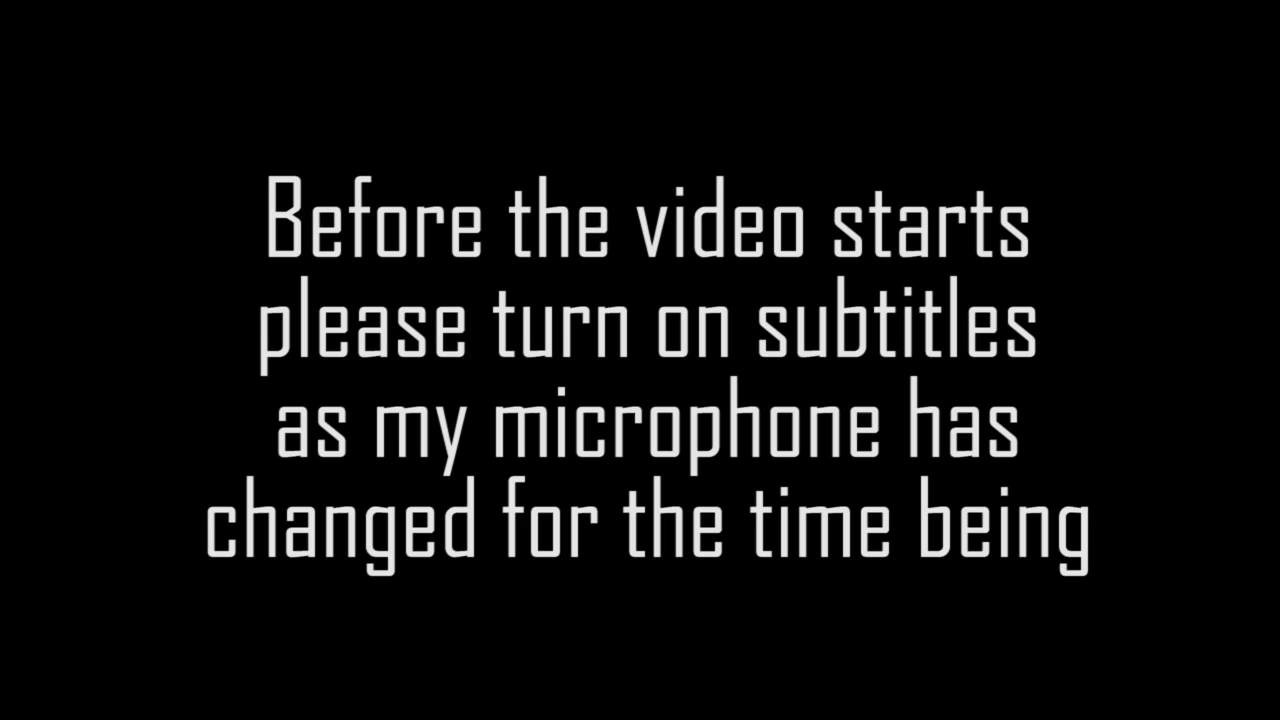 Before the video starts
please turn on subtitles
as my microphone has
changed for the time being